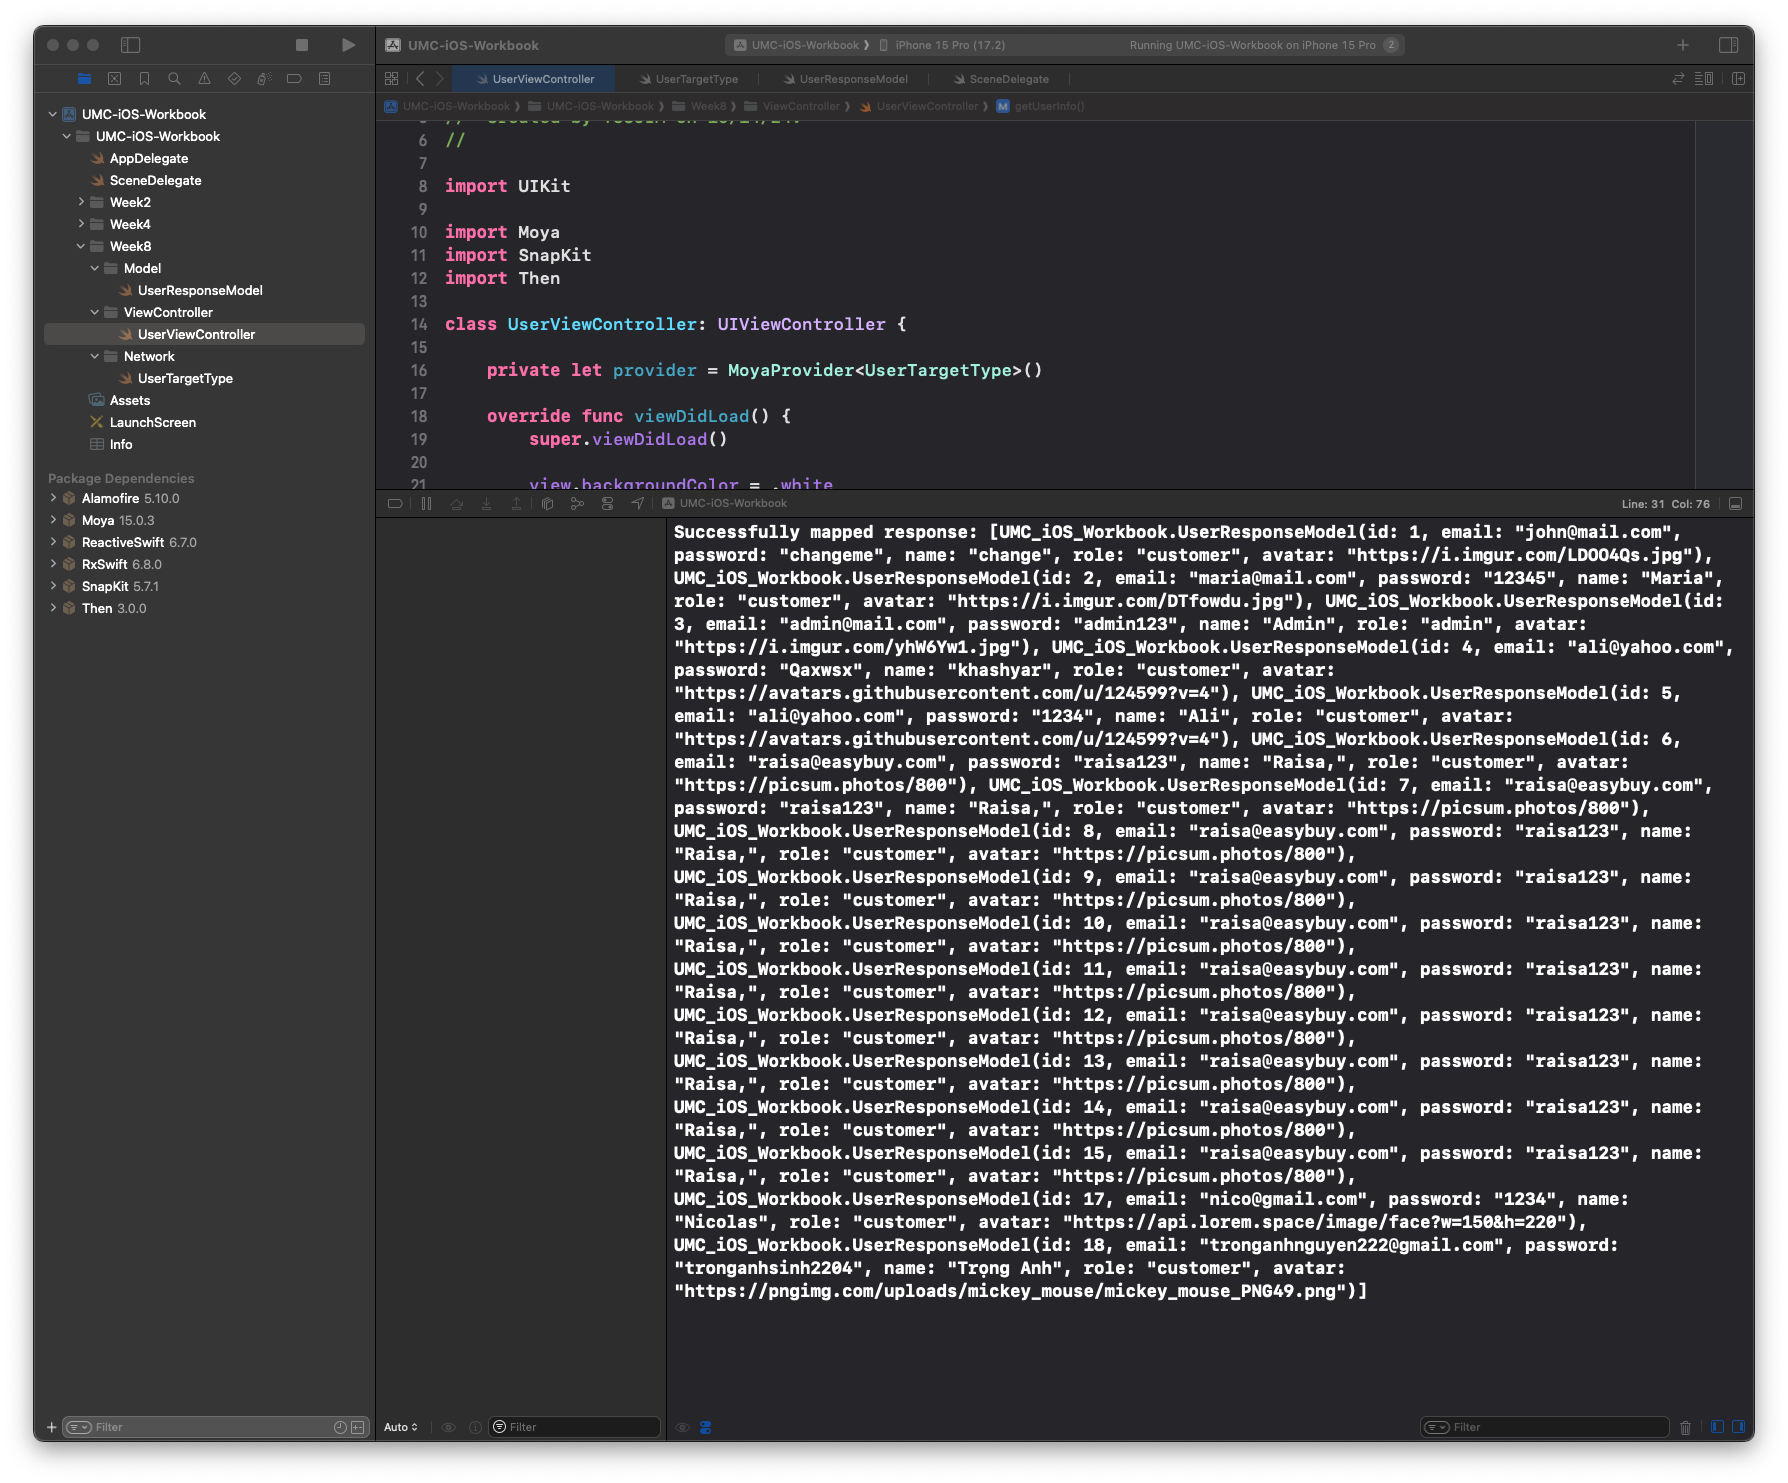 UMC-iOS-Workbook
UMC-iOS-Workbook
AppDelegate
SceneDelegate
Week2
Week4
Week8
Model
UserResponseModel
ViewController
UserViewController
Network
UserTargetType
Assets
LaunchScreen
Info
Package Dependencies
Alamofire 5.10.0
Moya 15.0.3
ReactiveSwift 6.7.0
RxSwift 6.8.0
SnapKit 5.7.1
Then 3.0.0
Filter
UMC-iOS-Workbook
UMC-iOS-Workbook ❯ iPhone 15 Pro (17.2)
Running UMC-iOS-Workbook on iPhone 15 Pro 2
UserViewController
UserTargetType
UserResponseModel
SceneDelegate
UMC-iOS-Workbook ❯ UMC-iOS-Workbook ❯ Week8 ❯ ViewController ❯ UserViewController ❯ M getUserInfo()
6 //
7
8 import UIKit
9
10 import Moya
11 import SnapKit
12 import Then
13
14 class UserViewController: UIViewController {
15
16 private let provider = MoyaProvider<UserTargetType>()
17
18 override func viewDidLoad() {
19 super.viewDidLoad()
20
21 view.backgroundColor = .white
UMC-iOS-Workbook
Line: 31 Col: 76
Successfully mapped response: [UMC_iOS_Workbook.UserResponseModel(id: 1, email: "john@mail.com",
password: "changeme", name: "change", role: "customer", avatar: "https://i.imgur.com/LDOO4Qs.jpg"),
UMC_iOS_Workbook.UserResponseModel(id: 2, email: "maria@mail.com", password: "12345", name: "Maria",
role: "customer", avatar: "https://i.imgur.com/DTfowdu.jpg"), UMC_iOS_Workbook.UserResponseModel(id:
3, email: "admin@mail.com", password: "admin123", name: "Admin", role: "admin", avatar:
"https://i.imgur.com/yhW6Yw1.jpg"), UMC_iOS_Workbook.UserResponseModel(id: 4, email: "ali@yahoo.com",
password: "Qaxwsx", name: "khashyar", role: "customer", avatar:
"https://avatars.githubusercontent.com/u/124599?v=4"), UMC_iOS_Workbook.UserResponseModel(id: 5,
email: "ali@yahoo.com", password: "1234", name: "Ali", role: "customer", avatar:
"https://avatars.githubusercontent.com/u/124599?v=4"), UMC_iOS_Workbook.UserResponseModel(id: 6,
email: "raisa@easybuy.com", password: "raisa123", name: "Raisa,", role: "customer", avatar:
"https://picsum.photos/800"), UMC_iOS_Workbook.UserResponseModel(id: 7, email: "raisa@easybuy.com",
password: "raisa123", name: "Raisa,", role: "customer", avatar: "https://picsum.photos/800"),
UMC_iOS_Workbook.UserResponseModel(id: 8, email: "raisa@easybuy.com", password: "raisa123", name:
"Raisa,", role: "customer", avatar: "https://picsum.photos/800"),
UMC_iOS_Workbook.UserResponseModel(id: 9, email: "raisa@easybuy.com", password: "raisa123", name:
"Raisa,", role: "customer", avatar: "https://picsum.photos/800"),
UMC_iOS_Workbook.UserResponseModel(id: 10, email: "raisa@easybuy.com", password: "raisa123", name:
"Raisa,", role: "customer", avatar: "https://picsum.photos/800"),
UMC_iOS_Workbook.UserResponseModel(id: 11, email: "raisa@easybuy.com", password: "raisa123", name:
"Raisa,", role: "customer", avatar: "https://picsum.photos/800"),
UMC_iOS_Workbook.UserResponseModel(id: 12, email: "raisa@easybuy.com", password: "raisa123", name:
"Raisa,", role: "customer", avatar: "https://picsum.photos/800"),
UMC_iOS_Workbook.UserResponseModel(id: 13, email: "raisa@easybuy.com", password: "raisa123", name:
"Raisa,", role: "customer", avatar: "https://picsum.photos/800"),
UMC_iOS_Workbook.UserResponseModel(id: 14, email: "raisa@easybuy.com", password: "raisa123", name:
"Raisa,", role: "customer", avatar: "https://picsum.photos/800"),
UMC_iOS_Workbook.UserResponseModel(id: 15, email: "raisa@easybuy.com", password: "raisa123", name:
"Raisa,", role: "customer", avatar: "https://picsum.photos/800"),
UMC_iOS_Workbook.UserResponseModel(id: 17, email: "nico@gmail.com", password: "1234", name:
"Nicolas", role: "customer", avatar: "https://api.lorem.space/image/face?w=150&h=220"),
UMC_iOS_Workbook.UserResponseModel(id: 18, email: "tronganhnguyen222@gmail.com", password:
"tronganhsinh2204", name: "Trọng Anh", role: "customer", avatar:
"https://pngimg.com/uploads/mickey_mouse/mickey_mouse_PNG49.png")]
Auto
Filter
Filter